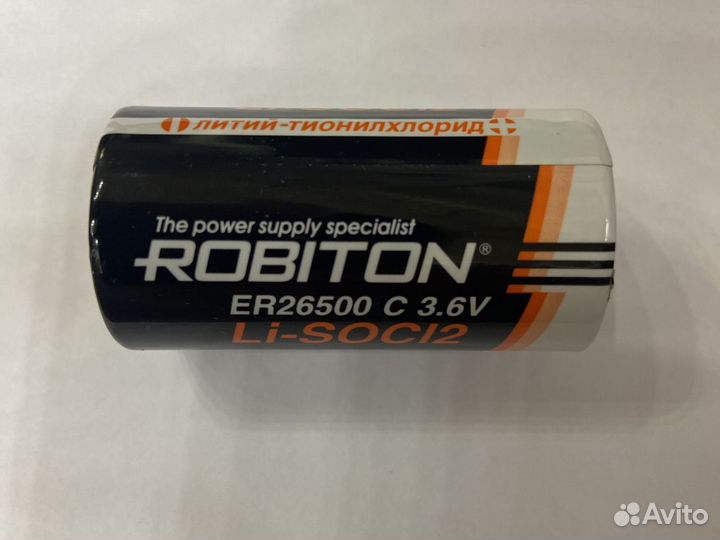 ЛИТИЙ-ТИОНИЛХЛОРИД
The power supply specialist
ROBITON®
ER26500 C 3.6V
Li-SOCl2
Avito